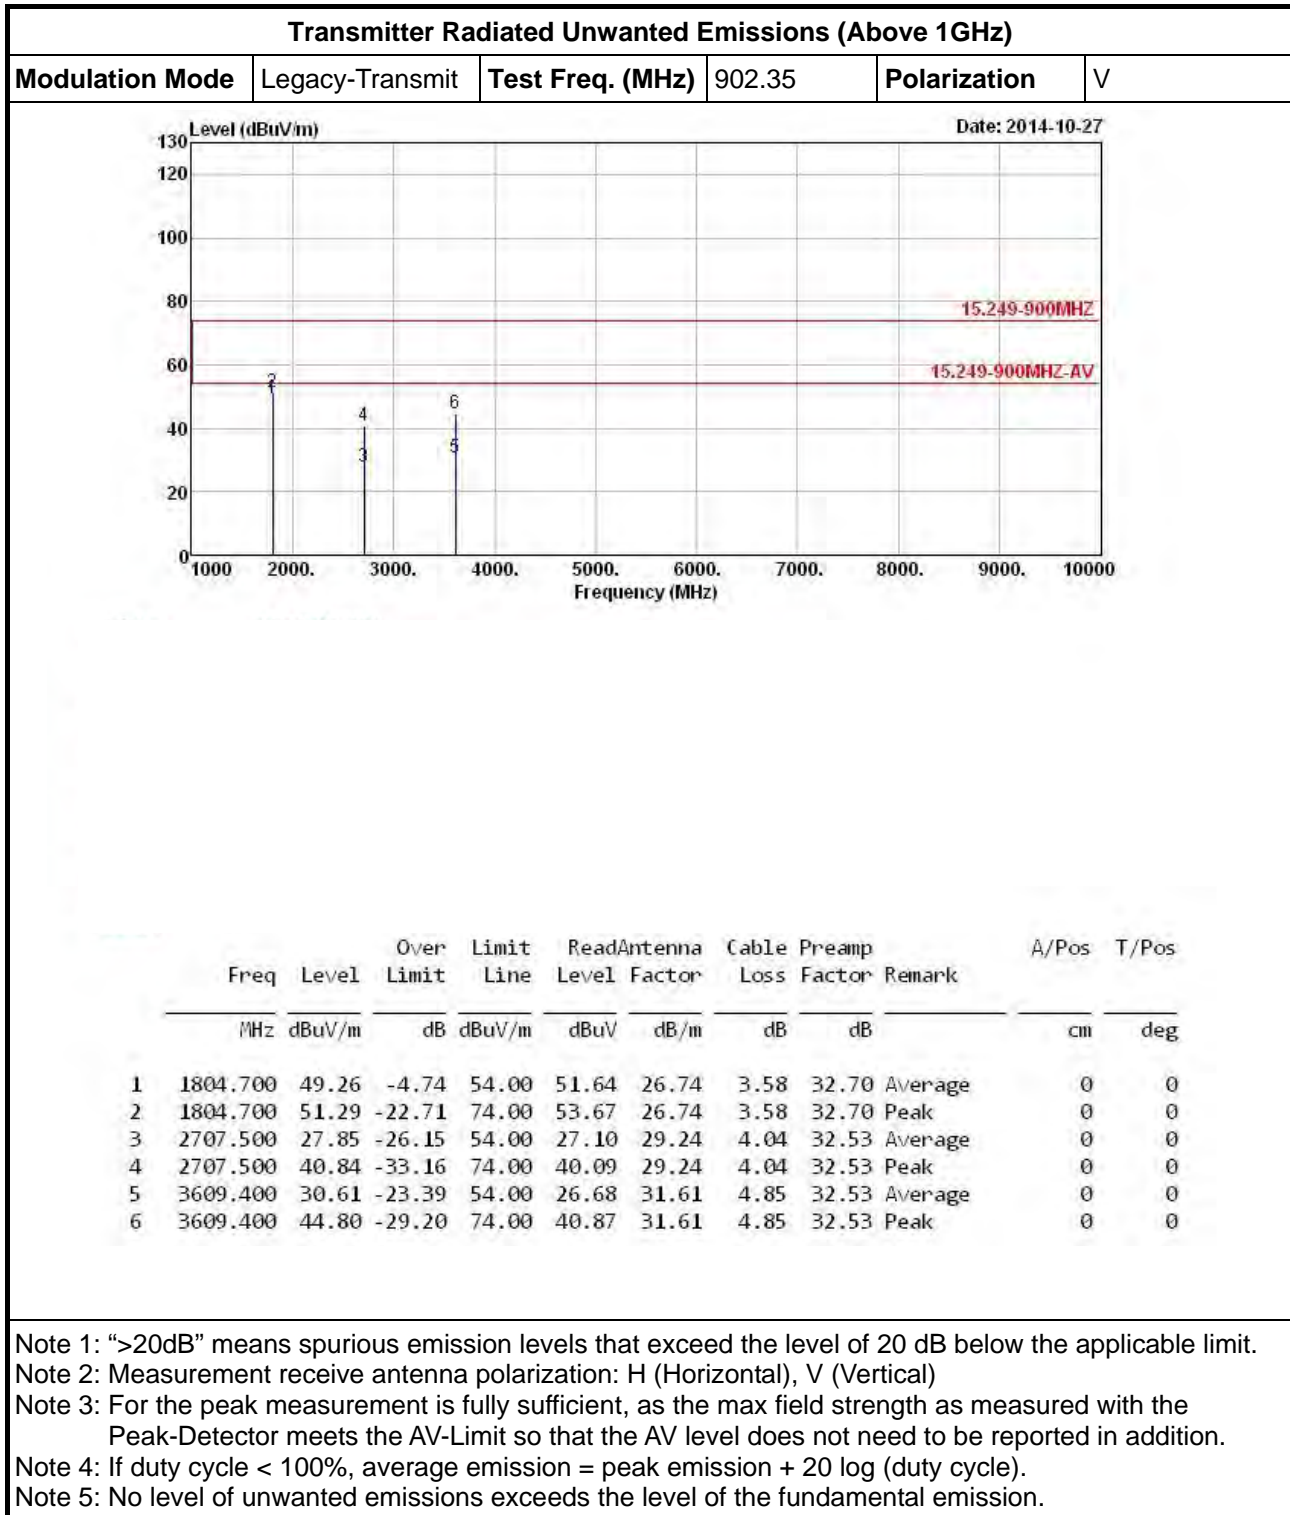 Transmitter Radiated Unwanted Emissions (Above 1GHz)
Modulation Mode Legacy-Transmit Test Freq. (MHz) 902.35 Polarization V
Level (dBuV/m) Date: 2014-10-27
130
120
100
80
15.249-900MHZ
60
15.249-900MHZ-AV
2
1
6
4
40
5
3
20
0
1000 2000. 3000. 4000. 5000. 6000. 7000. 8000. 9000. 10000
Frequency (MHz)
Over Limit ReadAntenna Cable Preamp A/Pos T/Pos
Freq Level Limit Line Level Factor Loss Factor Remark
MHz dBuV/m dB dBuV/m dBuV dB/m dB dB cm deg
1 1804.700 49.26 -4.74 54.00 51.64 26.74 3.58 32.70 Average 0 0
2 1804.700 51.29 -22.71 74.00 53.67 26.74 3.58 32.70 Peak 0 0
3 2707.500 27.85 -26.15 54.00 27.10 29.24 4.04 32.53 Average 0 0
4 2707.500 40.84 -33.16 74.00 40.09 29.24 4.04 32.53 Peak 0 0
5 3609.400 30.61 -23.39 54.00 26.68 31.61 4.85 32.53 Average 0 0
6 3609.400 44.80 -29.20 74.00 40.87 31.61 4.85 32.53 Peak 0 0
Note 1: “>20dB” means spurious emission levels that exceed the level of 20 dB below the applicable limit.
Note 2: Measurement receive antenna polarization: H (Horizontal), V (Vertical)
Note 3: For the peak measurement is fully sufficient, as the max field strength as measured with the
Peak-Detector meets the AV-Limit so that the AV level does not need to be reported in addition.
Note 4: If duty cycle < 100%, average emission = peak emission + 20 log (duty cycle).
Note 5: No level of unwanted emissions exceeds the level of the fundamental emission.